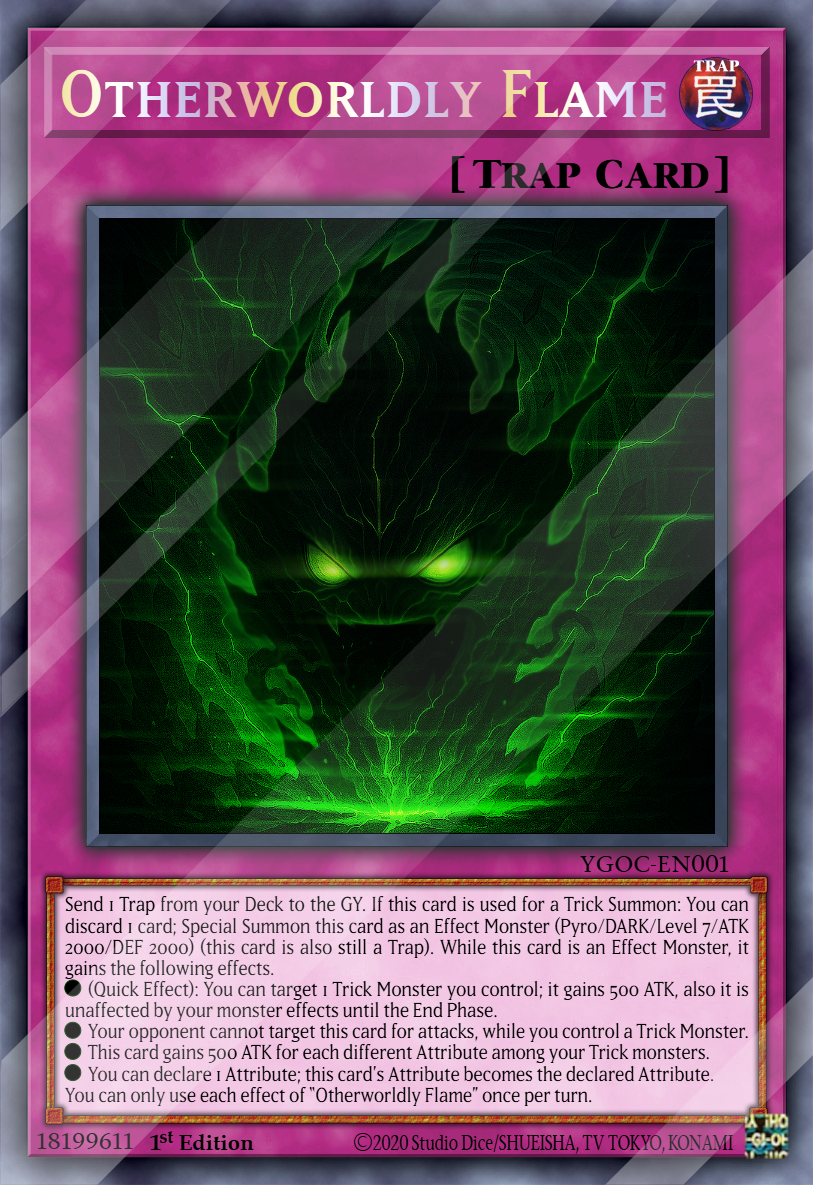 Otherworldly Flame
TRAP
罠
[Trap Card]
YGOC-EN001
Send 1 Trap from your Deck to the GY. If this card is used for a Trick Summon: You can
discard 1 card; Special Summon this card as an Effect Monster (Pyro/DARK/Level 7/ATK
2000/DEF 2000) (this card is also still a Trap). While this card is an Effect Monster, it
gains the following effects.
● (Quick Effect): You can target 1 Trick Monster you control; it gains 500 ATK, also it is
unaffected by your monster effects until the End Phase.
● Your opponent cannot target this card for attacks, while you control a Trick Monster.
● This card gains 500 ATK for each different Attribute among your Trick monsters.
● You can declare 1 Attribute; this card's Attribute becomes the declared Attribute.
You can only use each effect of "Otherworldly Flame" once per turn.
18199611 1st Edition ©2020 Studio Dice/SHUEISHA, TV TOKYO, KONAMI